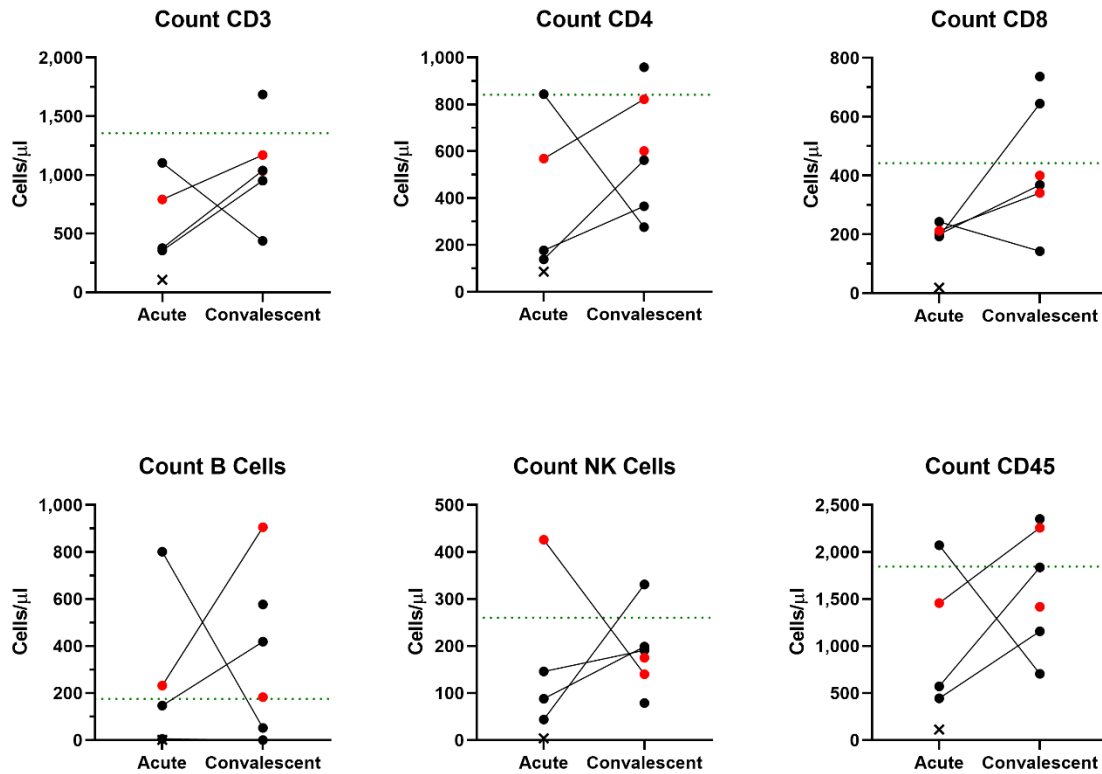 Count CD3
Cells/µl
2,000
1,500
1,000
500
0
Acute
Convalescent
Count CD4
Cells/µl
1,000
800
600
400
200
0
Acute
Convalescent
Count CD8
Cells/µl
800
600
400
200
0
Acute
Convalescent
Count B Cells
Cells/µl
1,000
800
600
400
200
0
Acute
Convalescent
Count NK Cells
Cells/µl
500
400
300
200
100
0
Acute
Convalescent
Count CD45
Cells/µl
2,500
2,000
1,500
1,000
500
0
Acute
Convalescent